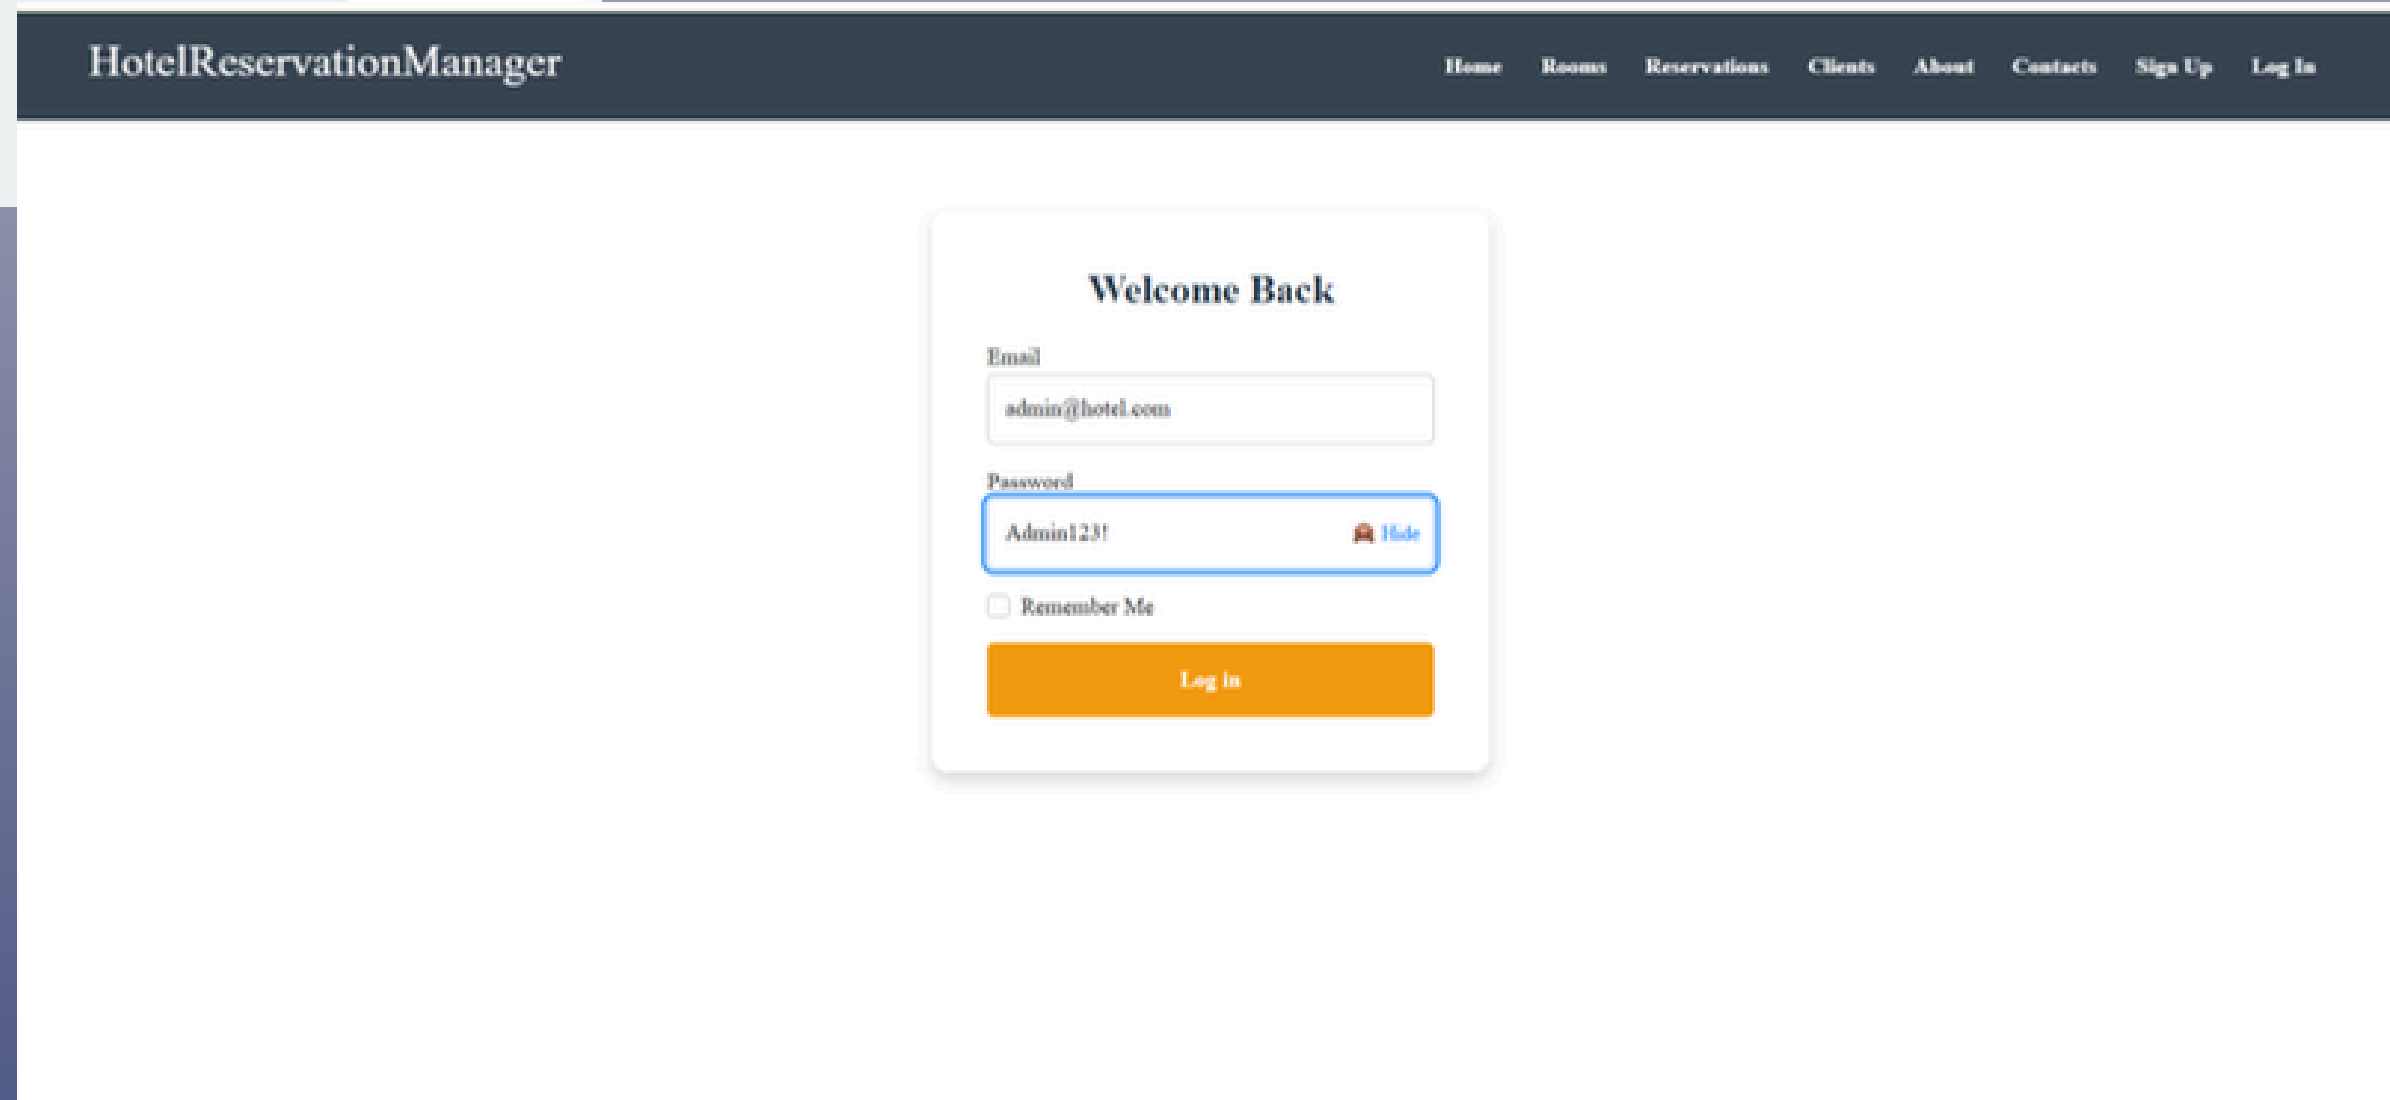 HotelReservationManager
Home Rooms Reservations Clients About Contacts Sign Up Log In
Welcome Back
Email
admin@hotel.com
Password
Admin123!
Hide
Remember Me
Log in